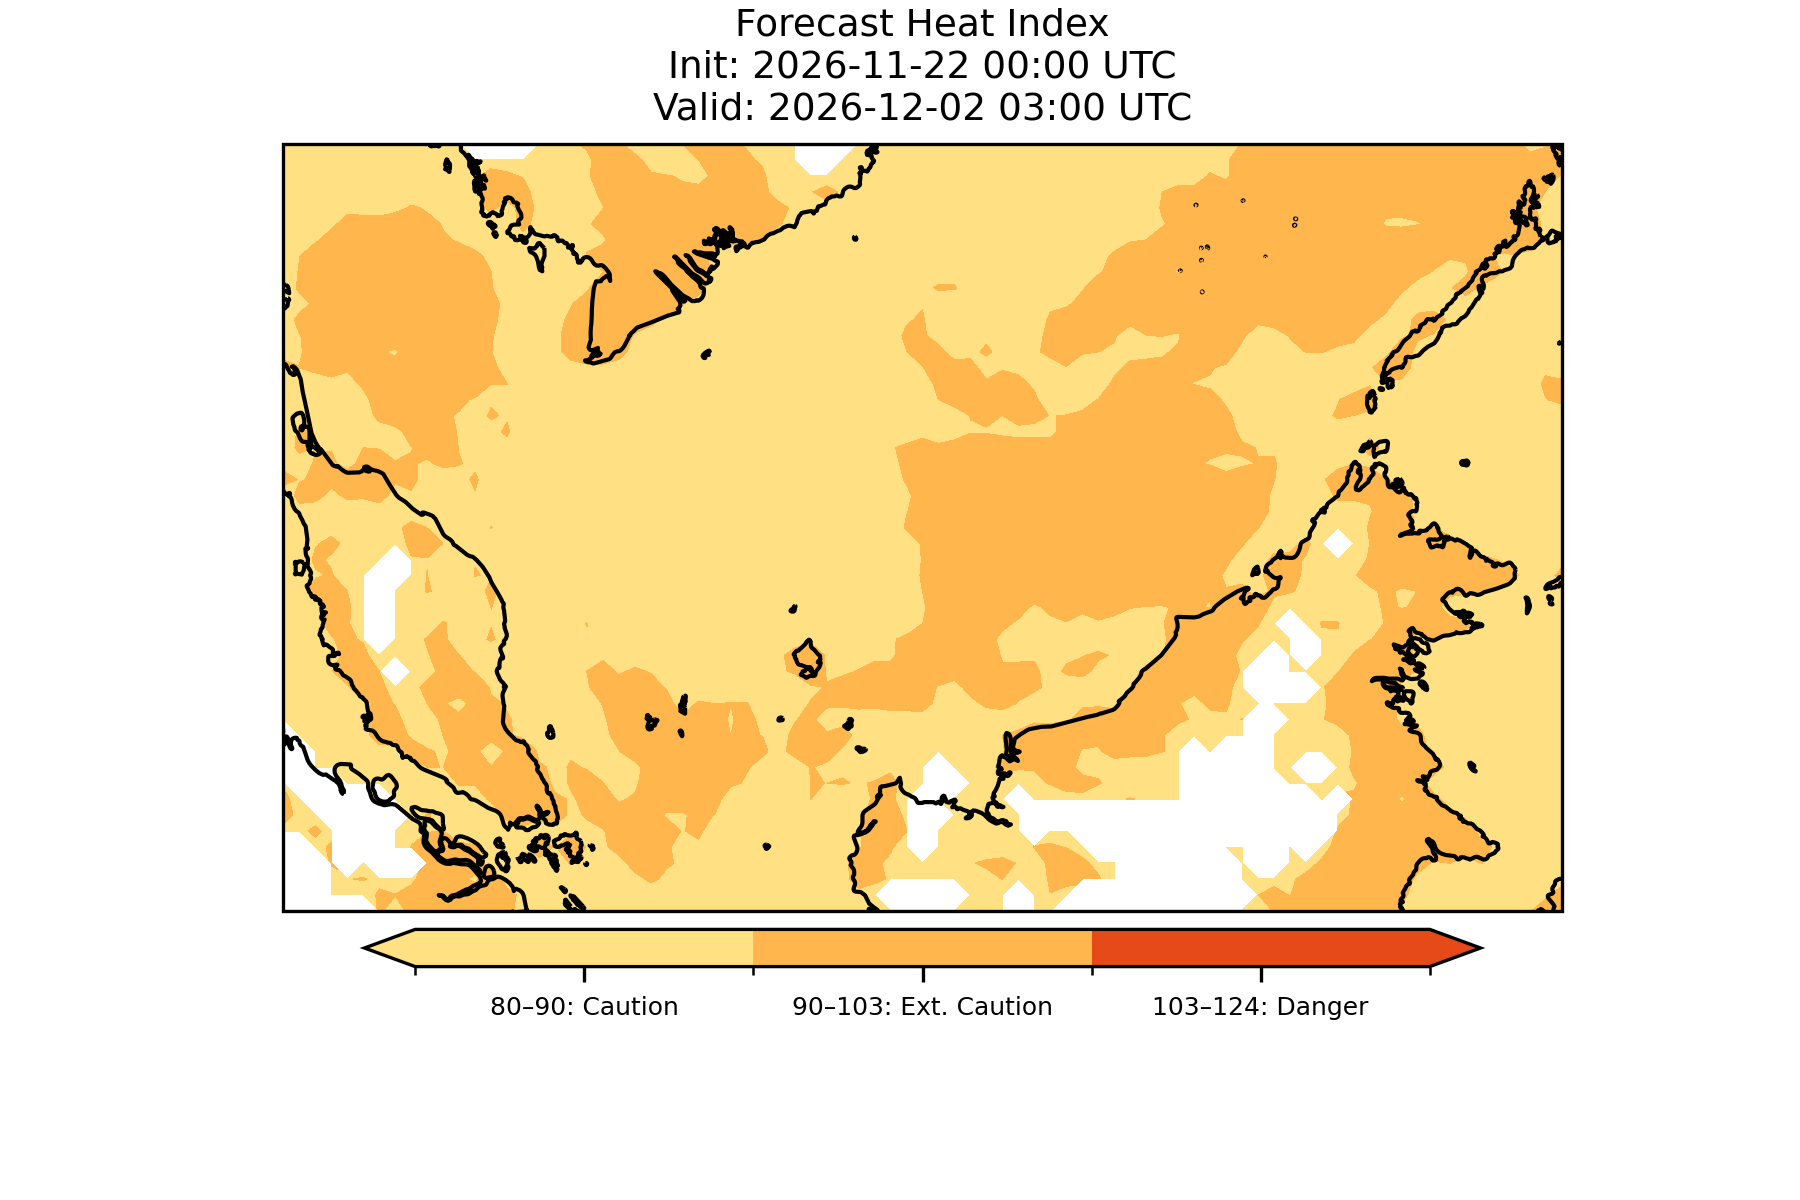 Forecast Heat Index
Init: 2026-11-22 00:00 UTC
Valid: 2026-12-02 03:00 UTC
80–90: Caution
90–103: Ext. Caution
103–124: Danger